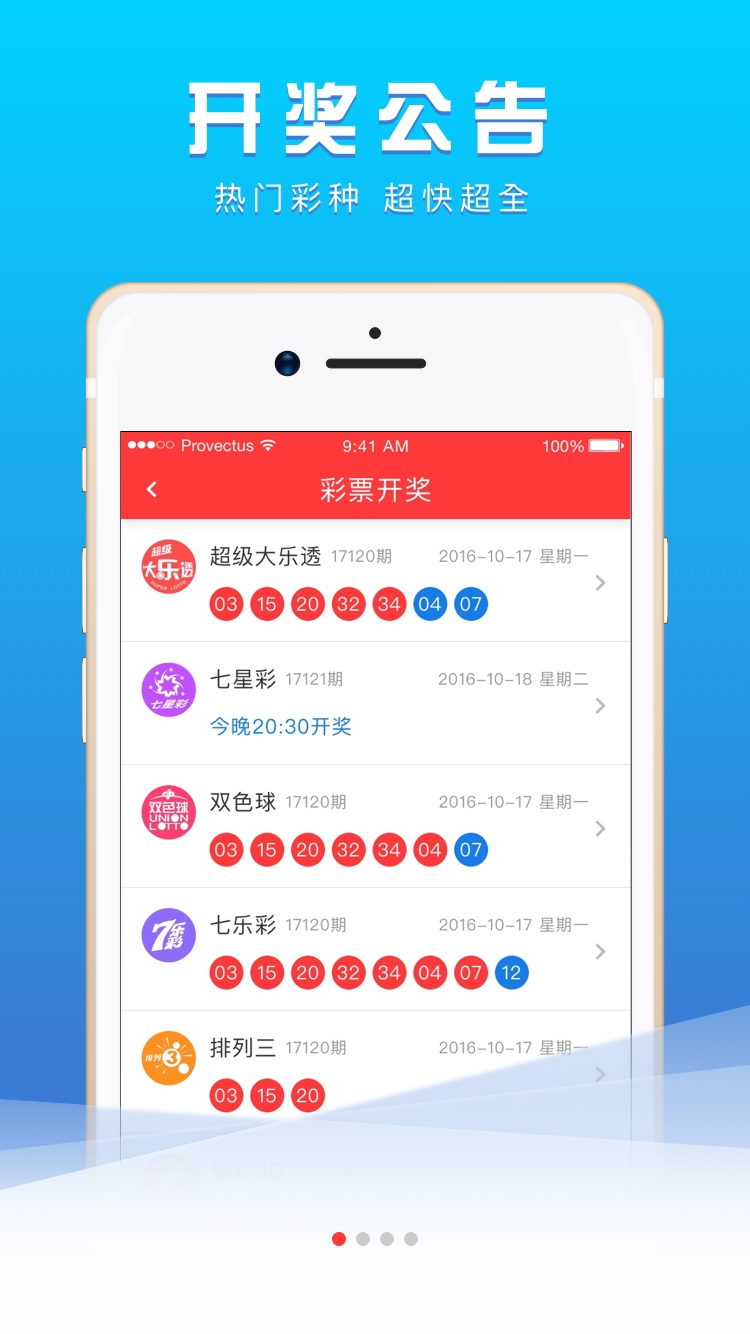 开奖公告
热门彩种 超快超全
Provectus 9:41 AM 100%
彩票开奖
超级大乐透 SUPER LOTTO
超级大乐透 17120期 2016-10-17 星期一
03 15 20 32 34 04 07
七星彩
七星彩 17121期 2016-10-18 星期二
今晚20:30开奖
双色球 UNION LOTTO
双色球 17120期 2016-10-17 星期一
03 15 20 32 34 04 07
7乐彩
七乐彩 17120期 2016-10-17 星期一
03 15 20 32 34 04 07 12
排列3
排列三 17120期 2016-10-17 星期一
03 15 20